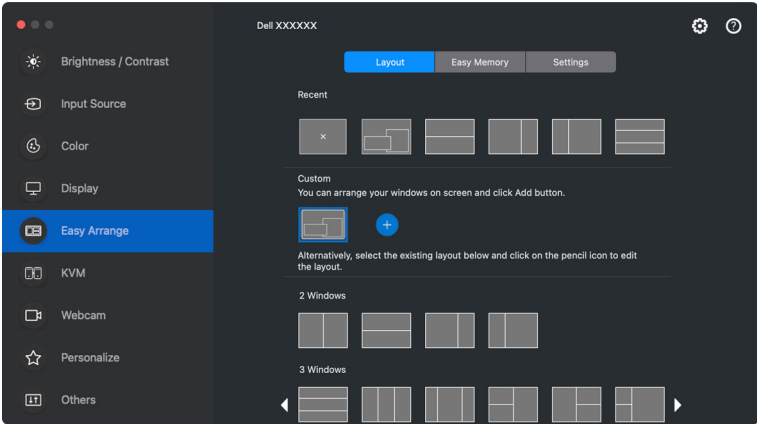 Dell XXXXXX
Brightness / Contrast
Input Source
Color
Display
Easy Arrange
KVM
Webcam
Personalize
Others
Layout
Easy Memory
Settings
Recent
Custom
You can arrange your windows on screen and click Add button.
Alternatively, select the existing layout below and click on the pencil icon to edit
the layout.
2 Windows
3 Windows